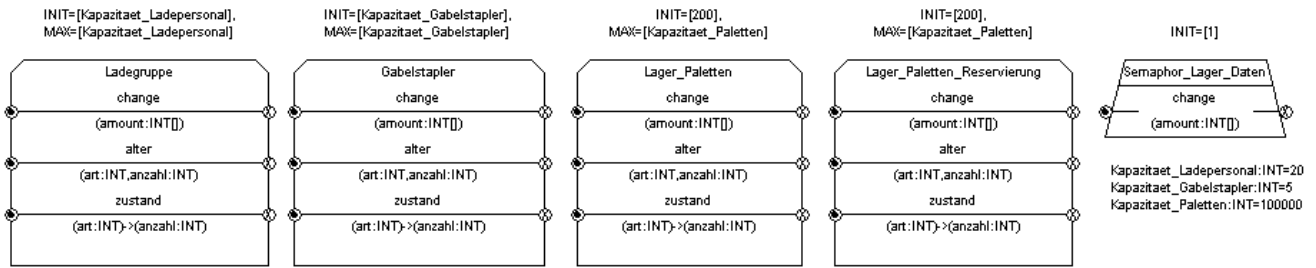 INIT=[Kapazitaet_Ladepersonal],
MAX=[Kapazitaet_Ladepersonal]
Ladegruppe
change
(amount:INT[])
alter
(art:INT,anzahl:INT)
zustand
(art:INT)->(anzahl:INT)
INIT=[Kapazitaet_Gabelstapler],
MAX=[Kapazitaet_Gabelstapler]
Gabelstapler
change
(amount:INT[])
alter
(art:INT,anzahl:INT)
zustand
(art:INT)->(anzahl:INT)
INIT=[200],
MAX=[Kapazitaet_Paletten]
Lager_Paletten
change
(amount:INT[])
alter
(art:INT,anzahl:INT)
zustand
(art:INT)->(anzahl:INT)
INIT=[200],
MAX=[Kapazitaet_Paletten]
Lager_Paletten_Reservierung
change
(amount:INT[])
alter
(art:INT,anzahl:INT)
zustand
(art:INT)->(anzahl:INT)
INIT=[1]
Semaphor_Lager_Daten
change
(amount:INT[])
Kapazitaet_Ladepersonal:INT=20
Kapazitaet_Gabelstapler:INT=5
Kapazitaet_Paletten:INT=100000